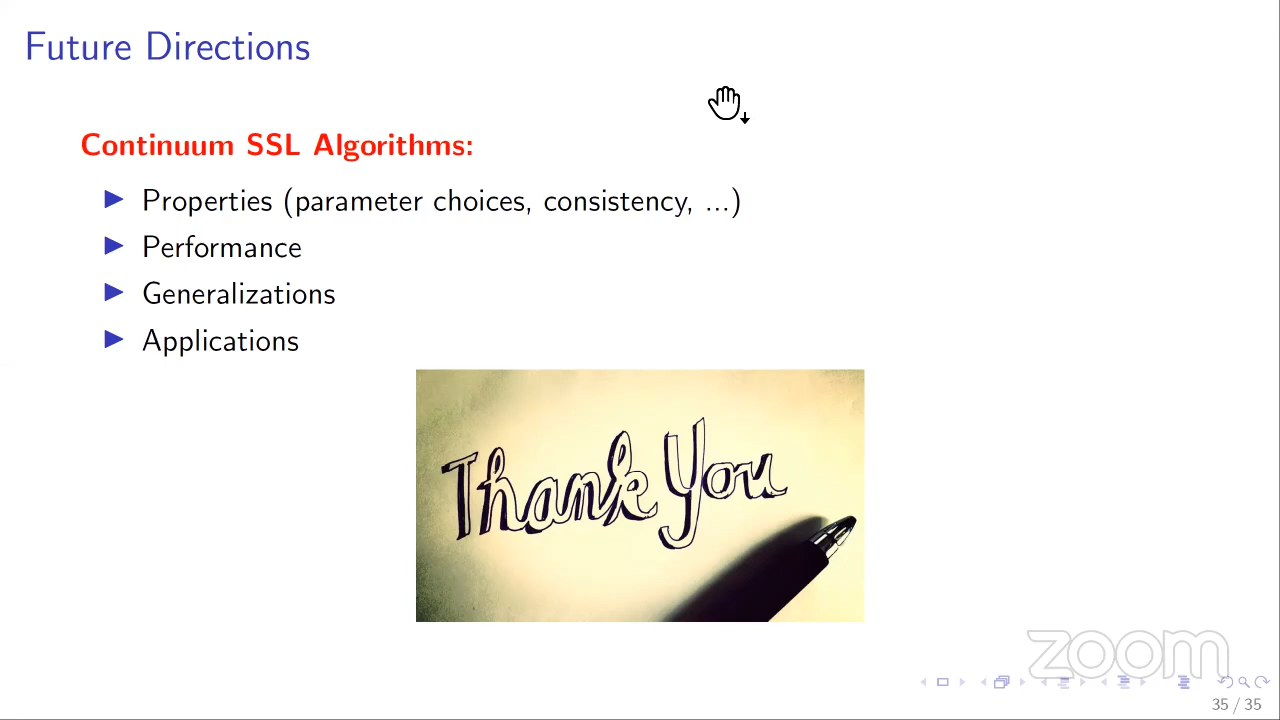 Future Directions
Continuum SSL Algorithms:
Properties (parameter choices, consistency, ...)
Performance
Generalizations
Applications
Thank You
zoom
35 / 35